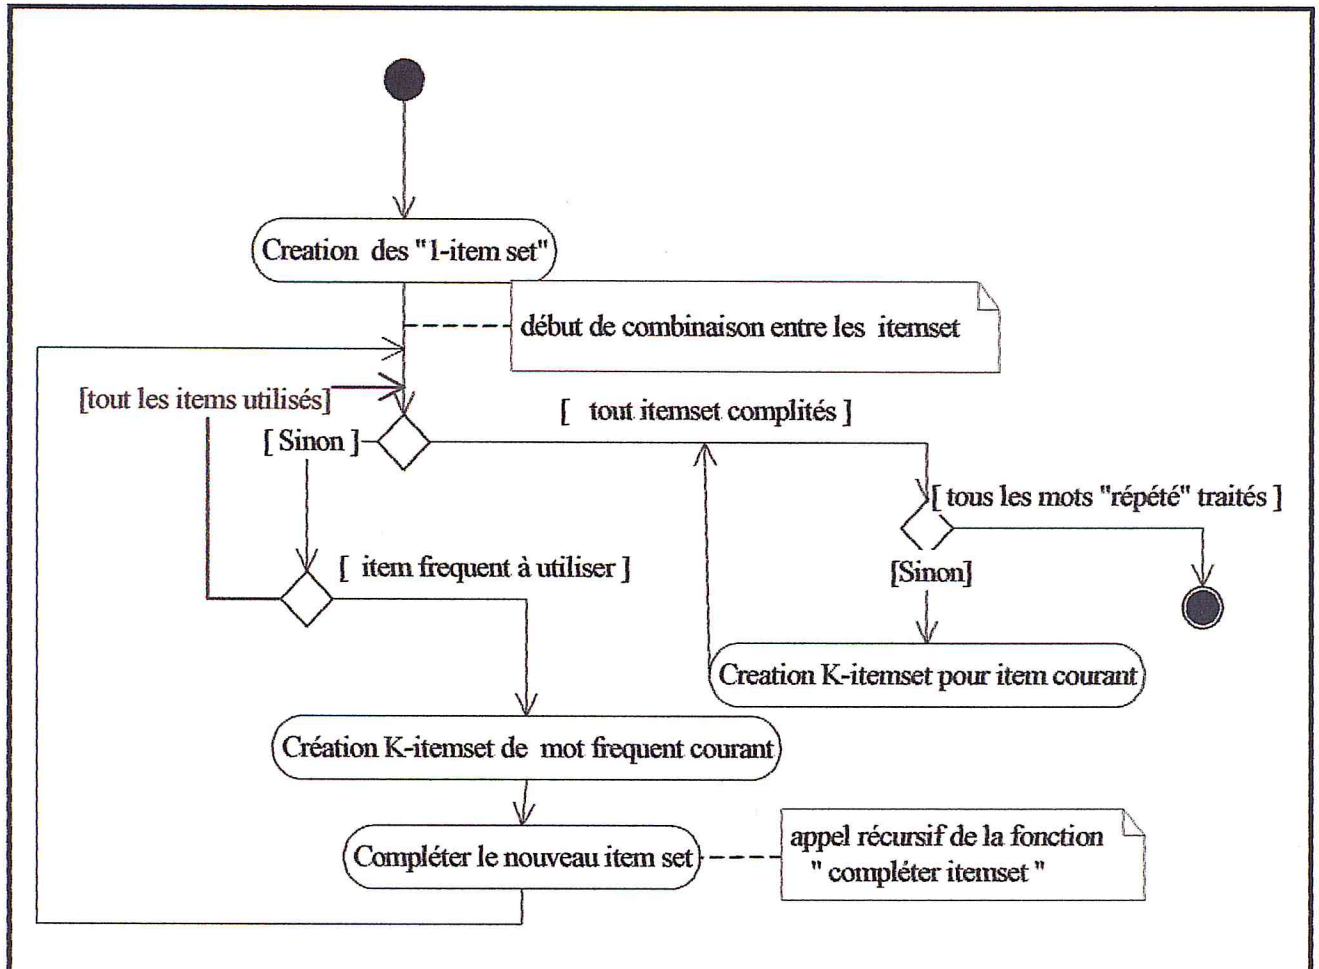 Creation des "1-item set"
début de combinaison entre les itemset
[tout les items utilisés]
[ tout itemset complités ]
[ Sinon ]
[ tous les mots "répété" traités ]
[ item frequent à utiliser ]
[Sinon]
Creation K-itemset pour item courant
Création K-itemset de mot frequent courant
appel récursif de la fonction
" compléter itemset "
Compléter le nouveau item set